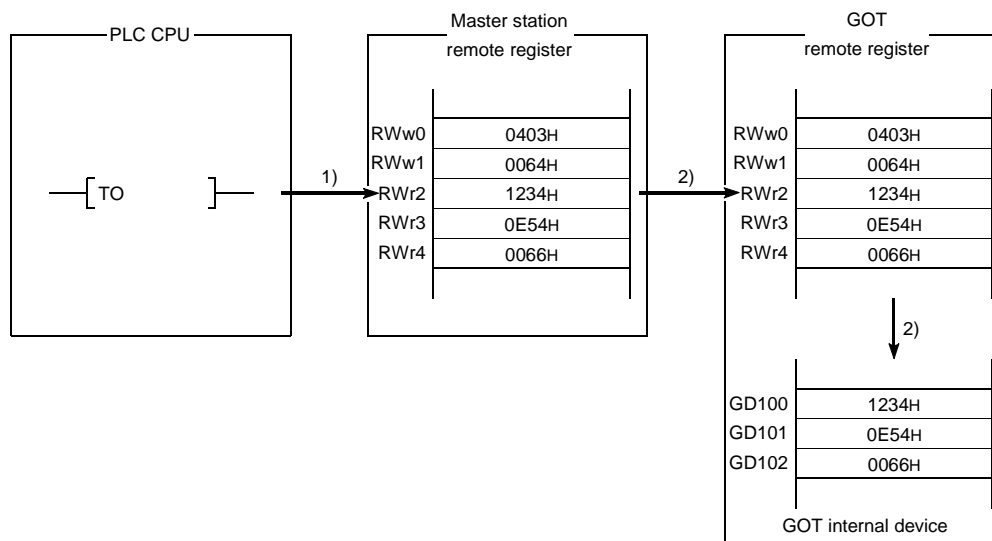 PLC CPU
TO
1)
Master station
remote register
RWw0 0403H
RWw1 0064H
RWr2 1234H
RWr3 0E54H
RWr4 0066H
2)
GOT
remote register
RWw0 0403H
RWw1 0064H
RWr2 1234H
RWr3 0E54H
RWr4 0066H
2)
GD100 1234H
GD101 0E54H
GD102 0066H
GOT internal device